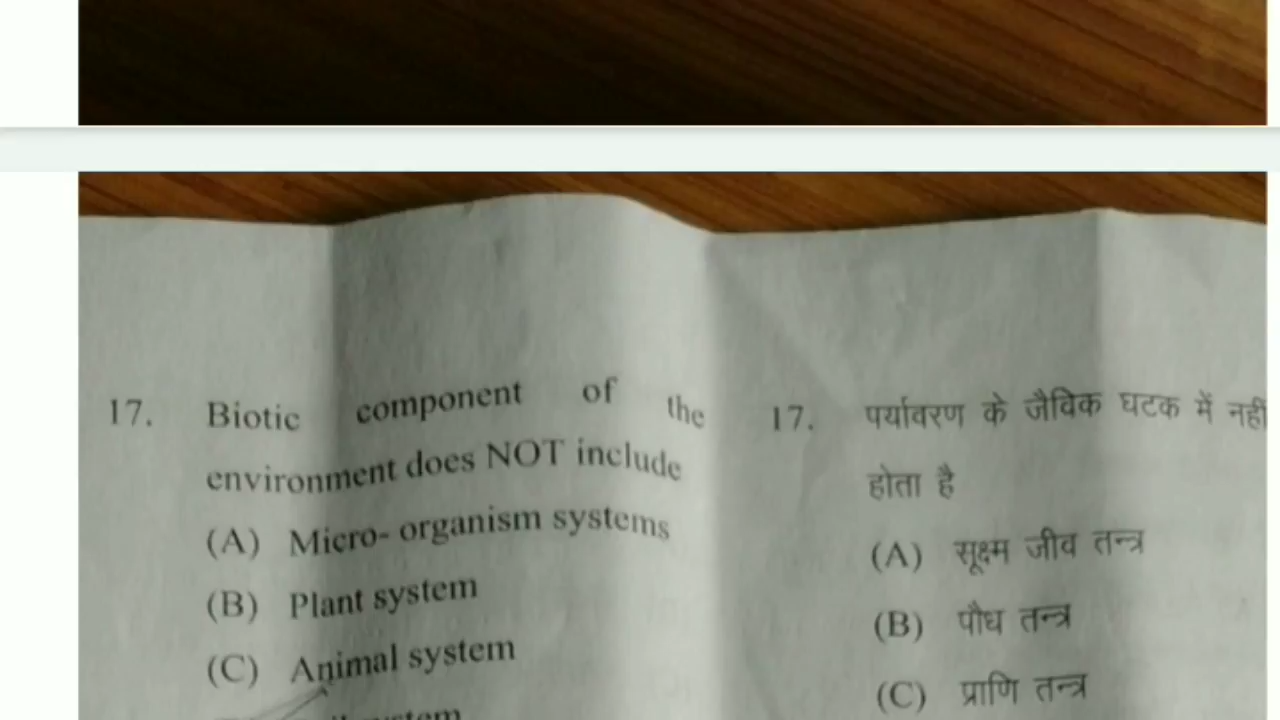 17. Biotic component of the
environment does NOT include
(A) Micro- organism systems
(B) Plant system
(C) Animal system
17. पर्यावरण के जैविक घटक में नहीं
होता है
(A) सूक्ष्म जीव तन्त्र
(B) पौध तन्त्र
(C) प्राणि तन्त्र